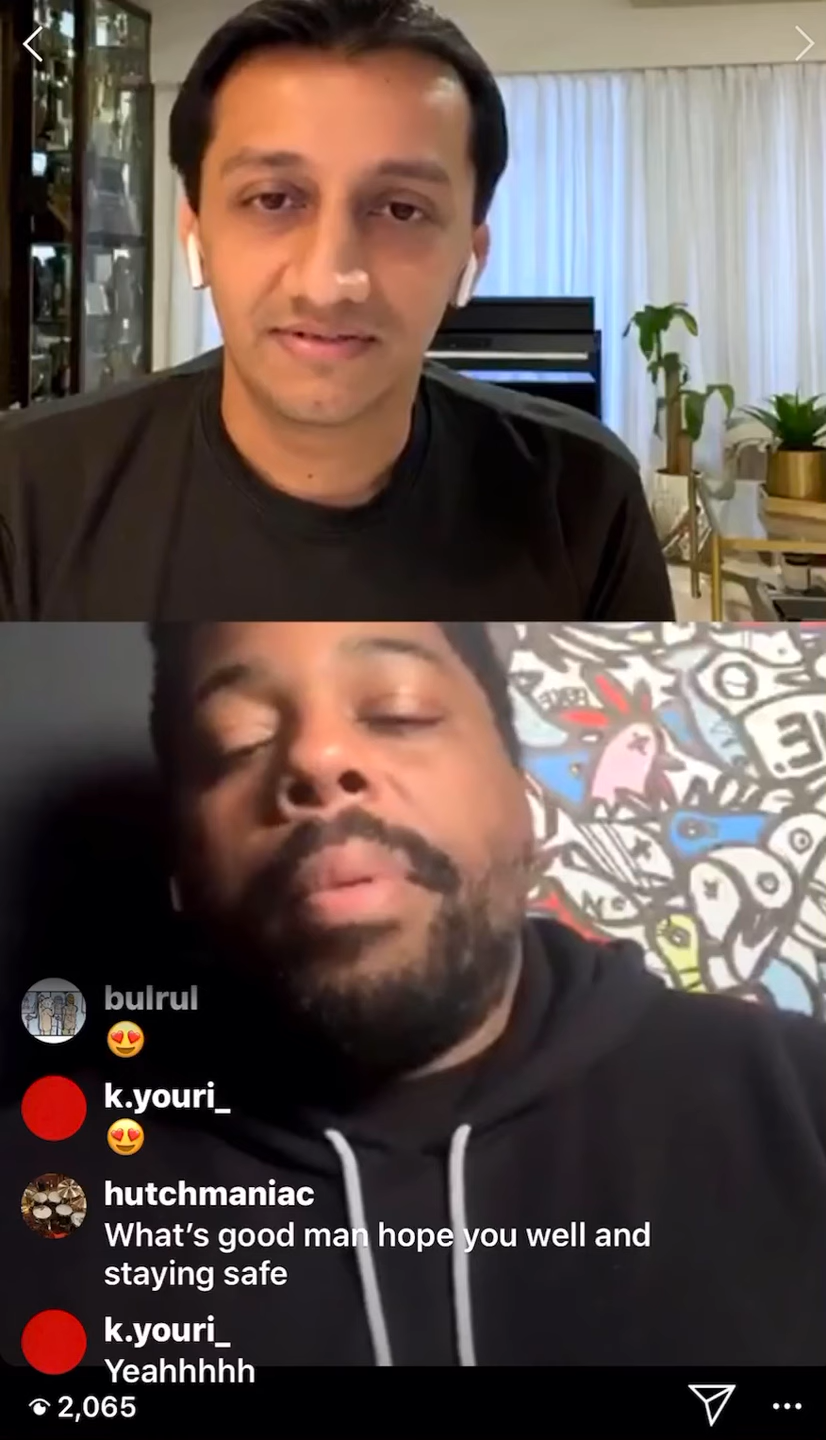 bulrul
😍
k.youri_
😍
hutchmaniac
What's good man hope you well and
staying safe
k.youri_
Yeahhhhh
2,065